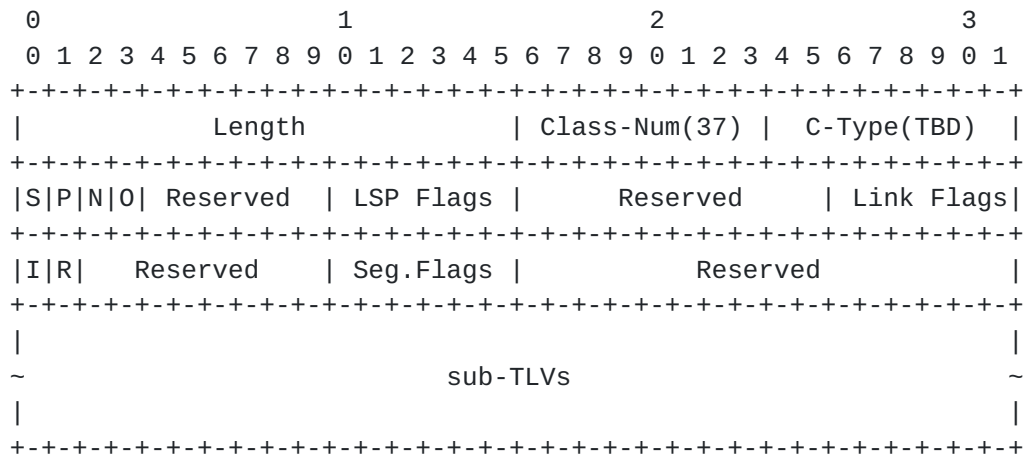 0                   1                   2                   3
 0 1 2 3 4 5 6 7 8 9 0 1 2 3 4 5 6 7 8 9 0 1 2 3 4 5 6 7 8 9 0 1
+-+-+-+-+-+-+-+-+-+-+-+-+-+-+-+-+-+-+-+-+-+-+-+-+-+-+-+-+-+-+-+-+
|            Length             | Class-Num(37) |  C-Type(TBD)  |
+-+-+-+-+-+-+-+-+-+-+-+-+-+-+-+-+-+-+-+-+-+-+-+-+-+-+-+-+-+-+-+-+
|S|P|N|O| Reserved  | LSP Flags |      Reserved     | Link Flags|
+-+-+-+-+-+-+-+-+-+-+-+-+-+-+-+-+-+-+-+-+-+-+-+-+-+-+-+-+-+-+-+-+
|I|R|   Reserved    | Seg.Flags |           Reserved            |
+-+-+-+-+-+-+-+-+-+-+-+-+-+-+-+-+-+-+-+-+-+-+-+-+-+-+-+-+-+-+-+-+
|                                                               |
~                           sub-TLVs                            ~
|                                                               |
+-+-+-+-+-+-+-+-+-+-+-+-+-+-+-+-+-+-+-+-+-+-+-+-+-+-+-+-+-+-+-+-+